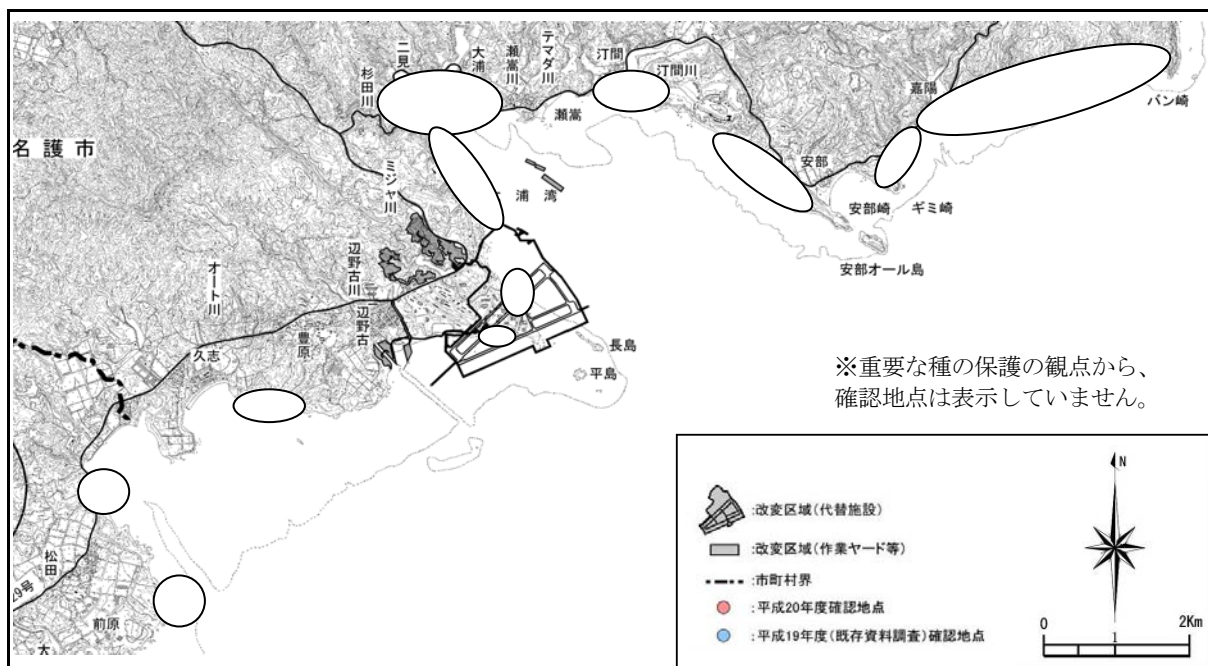 二見
杉田川
大浦
瀬嵩川
テマダ川
汀間
汀間川
瀬嵩
嘉陽
バン崎
名護市
ミジャ川
浦湾
安部
安部崎
ギミ崎
安部オール島
辺野古川
オート川
辺野古
豊原
久志
長島
平島
※重要な種の保護の観点から、
確認地点は表示していません。
松田
29号
前原
大
N
:改変区域(代替施設)
:改変区域(作業ヤード等)
:市町村界
:平成20年度確認地点
:平成19年度(既存資料調査)確認地点
0 1 2Km